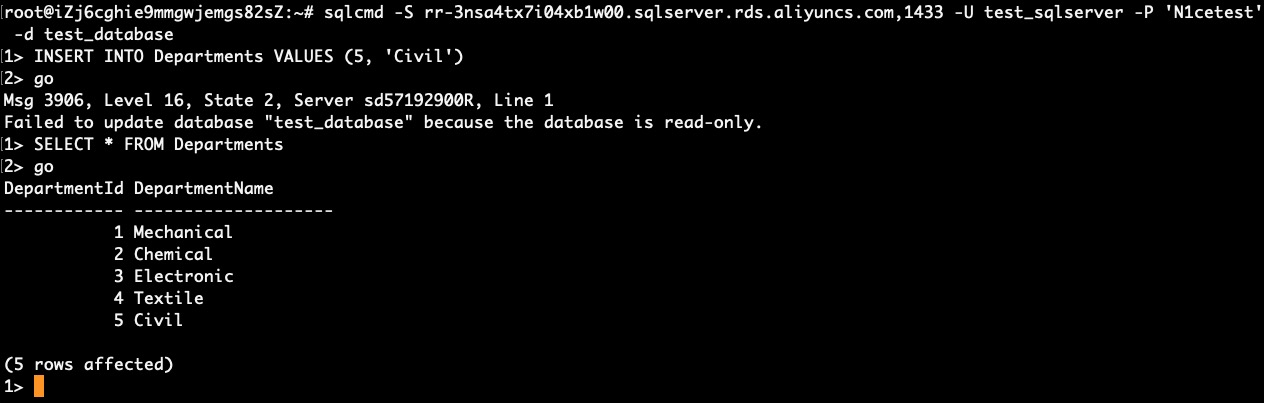 [root@iZj6cghie9mmgwjemgs82sZ:~# sqlcmd -S rr-3nsa4tx7i04xb1w00.sqlserver.rds.aliyuncs.com,1433 -U test_sqlserver -P 'N1cetest'
 -d test_database
[1> INSERT INTO Departments VALUES (5, 'Civil')
[2> go
Msg 3906, Level 16, State 2, Server sd57192900R, Line 1
Failed to update database "test_database" because the database is read-only.
[1> SELECT * FROM Departments
[2> go
DepartmentId DepartmentName
------------ --------------------
           1 Mechanical
           2 Chemical
           3 Electronic
           4 Textile
           5 Civil

(5 rows affected)
1>